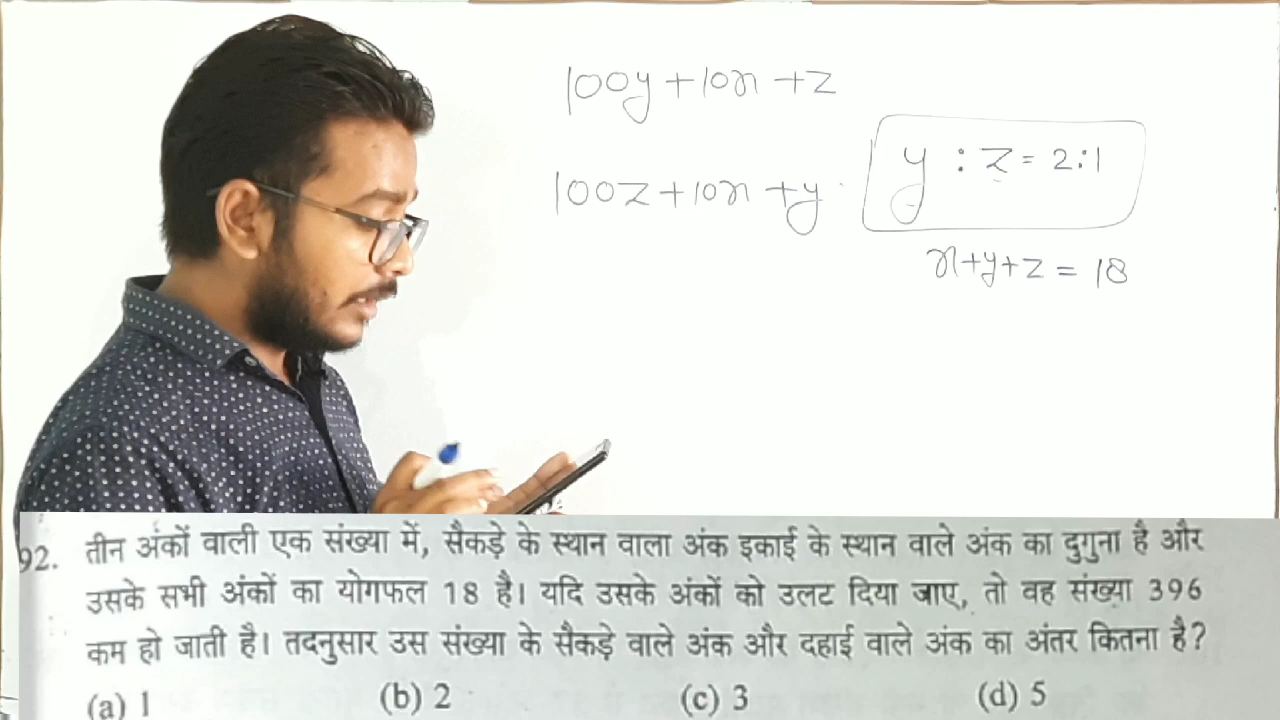 100y + 10x + z
100z + 10x + y
y : z = 2:1
x+y+z = 18
92. तीन अंकों वाली एक संख्या में, सैकड़े के स्थान वाला अंक इकाई के स्थान वाले अंक का दुगुना है और
उसके सभी अंकों का योगफल 18 है। यदि उसके अंकों को उलट दिया जाए, तो वह संख्या 396
कम हो जाती है। तदनुसार उस संख्या के सैकड़े वाले अंक और दहाई वाले अंक का अंतर कितना है?
(a) 1 (b) 2 (c) 3 (d) 5